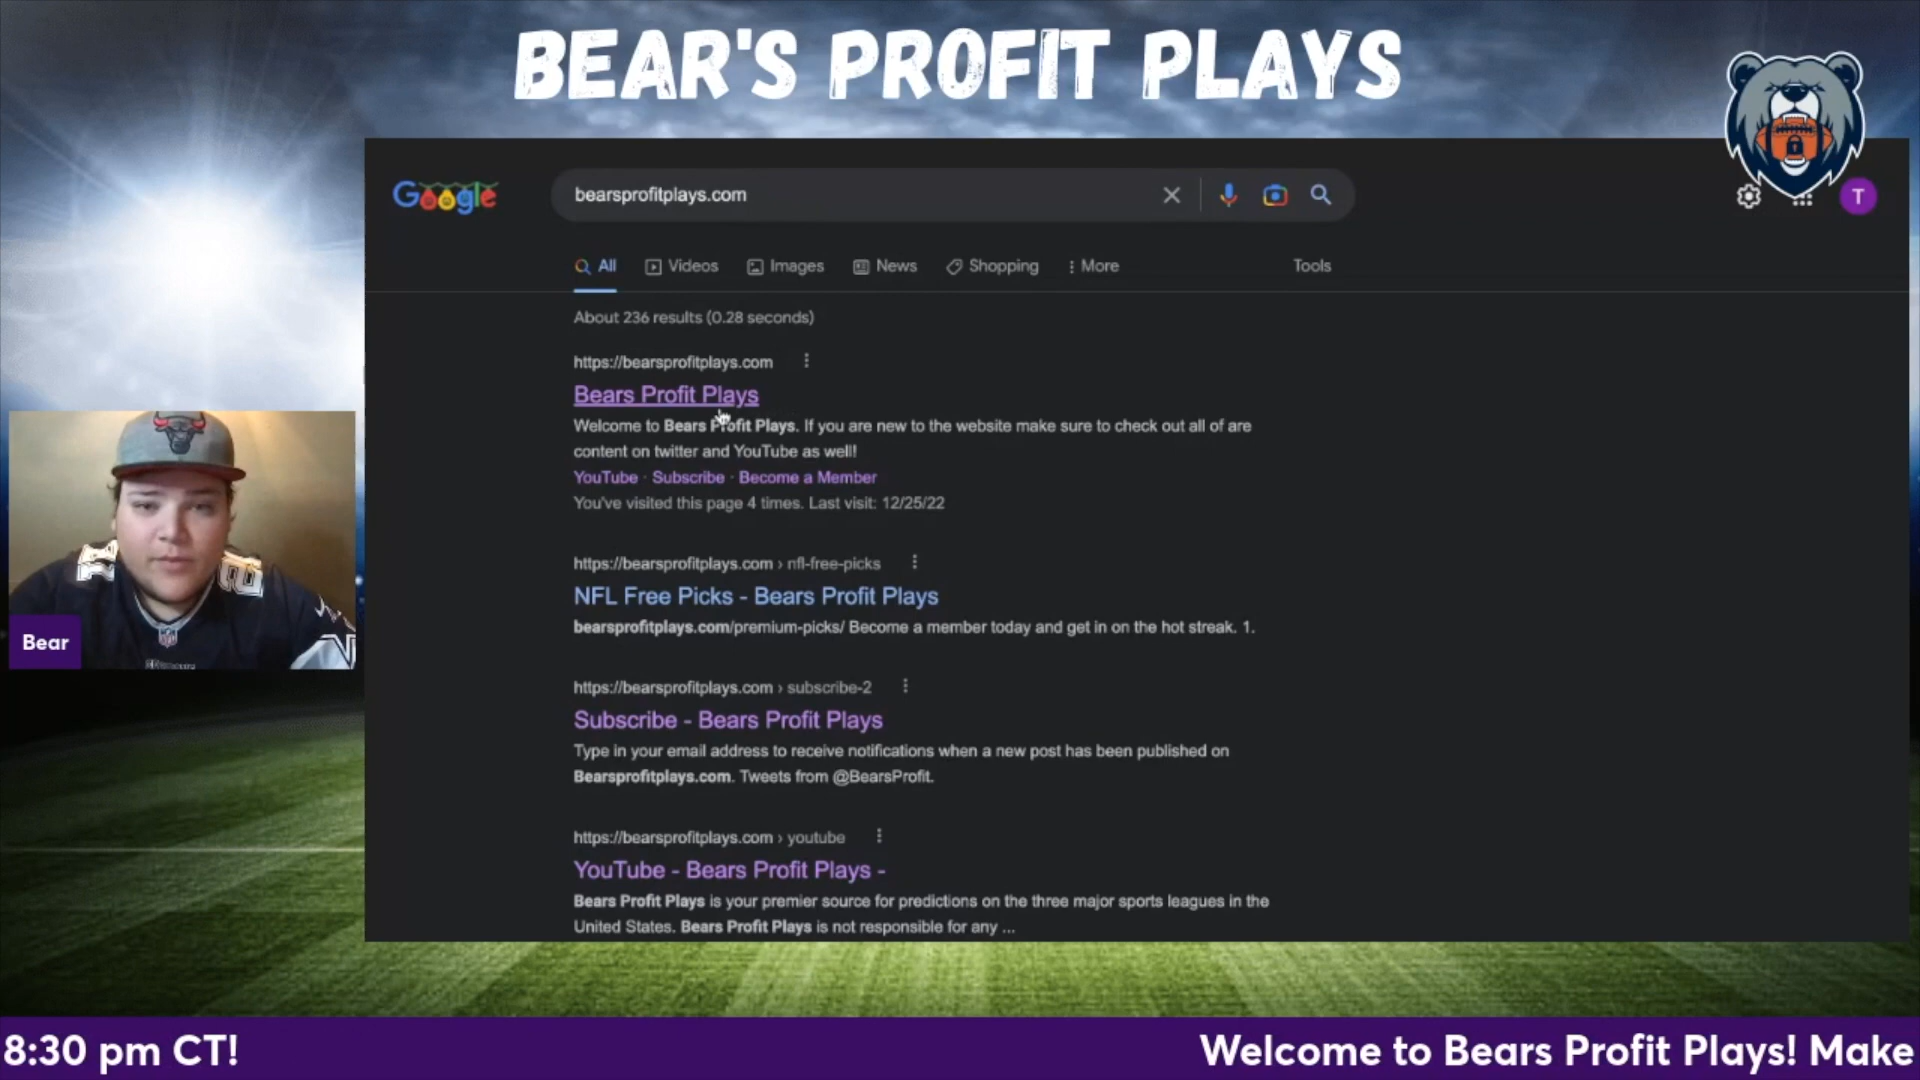 BEAR'S PROFIT PLAYS
Google
bearsprofitplays.com
T
All
Videos
Images
News
Shopping
More
Tools
About 236 results (0.28 seconds)
https://bearsprofitplays.com
Bears Profit Plays
Welcome to Bears Profit Plays. If you are new to the website make sure to check out all of are
content on twitter and YouTube as well!
YouTube · Subscribe · Become a Member
You've visited this page 4 times. Last visit: 12/25/22
https://bearsprofitplays.com › nfl-free-picks
NFL Free Picks - Bears Profit Plays
bearsprofitplays.com/premium-picks/ Become a member today and get in on the hot streak. 1.
https://bearsprofitplays.com › subscribe-2
Subscribe - Bears Profit Plays
Type in your email address to receive notifications when a new post has been published on
Bearsprofitplays.com. Tweets from @BearsProfit.
https://bearsprofitplays.com › youtube
YouTube - Bears Profit Plays -
Bears Profit Plays is your premier source for predictions on the three major sports leagues in the
United States. Bears Profit Plays is not responsible for any ...
Bear
8:30 pm CT!
Welcome to Bears Profit Plays! Make